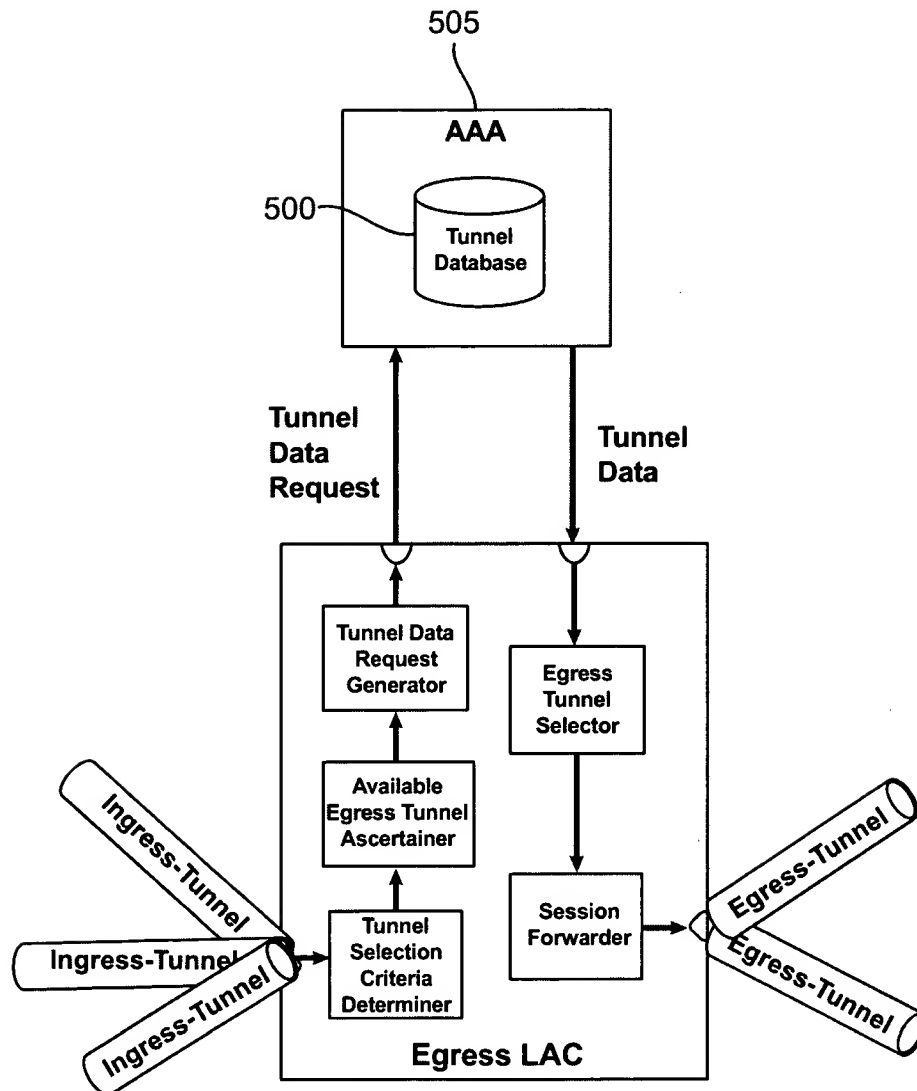 505
AAA
500
Tunnel
Database
Tunnel
Data
Request
Tunnel
Data
Tunnel Data
Request
Generator
Egress
Tunnel
Selector
Available
Egress Tunnel
Ascertainer
Tunnel
Selection
Criteria
Determiner
Session
Forwarder
Ingress-Tunnel
Ingress-Tunnel
Ingress-Tunnel
Egress-Tunnel
Egress-Tunnel
Egress LAC